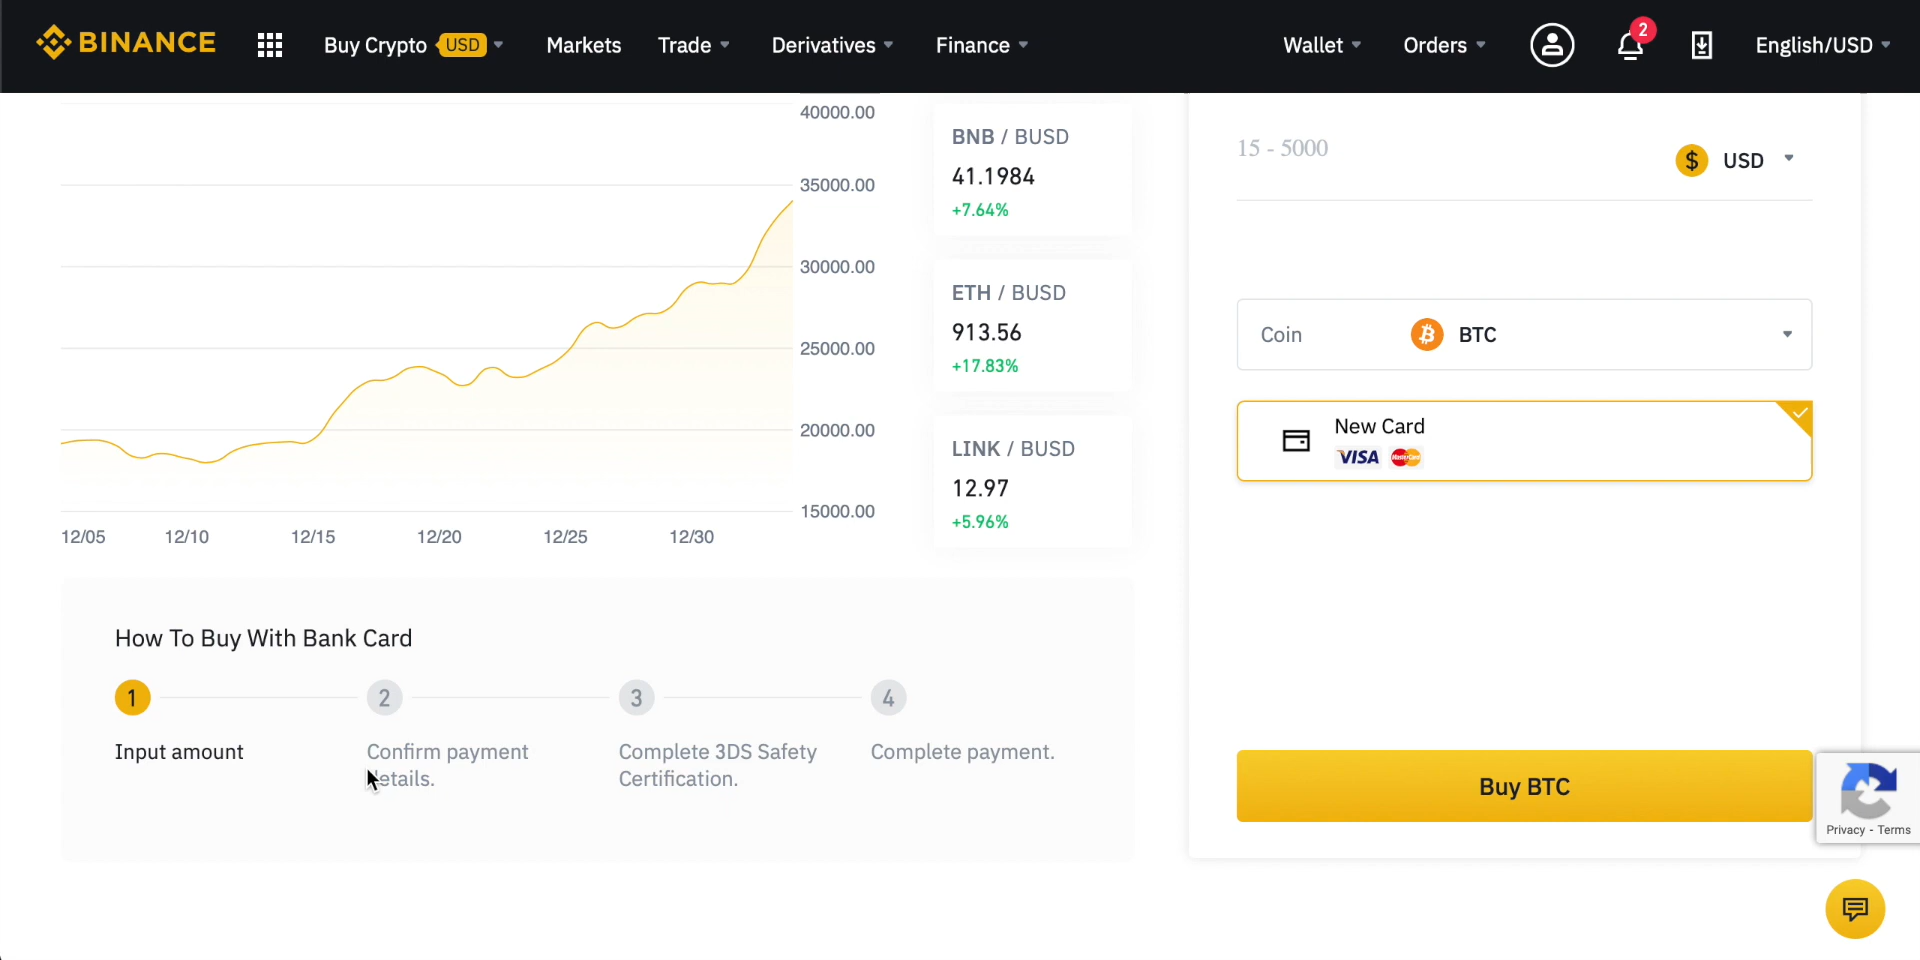 BINANCE
Buy Crypto USD
Markets
Trade
Derivatives
Finance
Wallet
Orders
2
English/USD
40000.00
35000.00
30000.00
25000.00
20000.00
15000.00
12/05 12/10 12/15 12/20 12/25 12/30
BNB / BUSD
41.1984
+7.64%
ETH / BUSD
913.56
+17.83%
LINK / BUSD
12.97
+5.96%
15 - 5000
$ USD
Coin BTC
New Card
VISA MasterCard
How To Buy With Bank Card
1 2 3 4
Input amount
Confirm payment
details.
Complete 3DS Safety
Certification.
Complete payment.
Buy BTC
Privacy - Terms